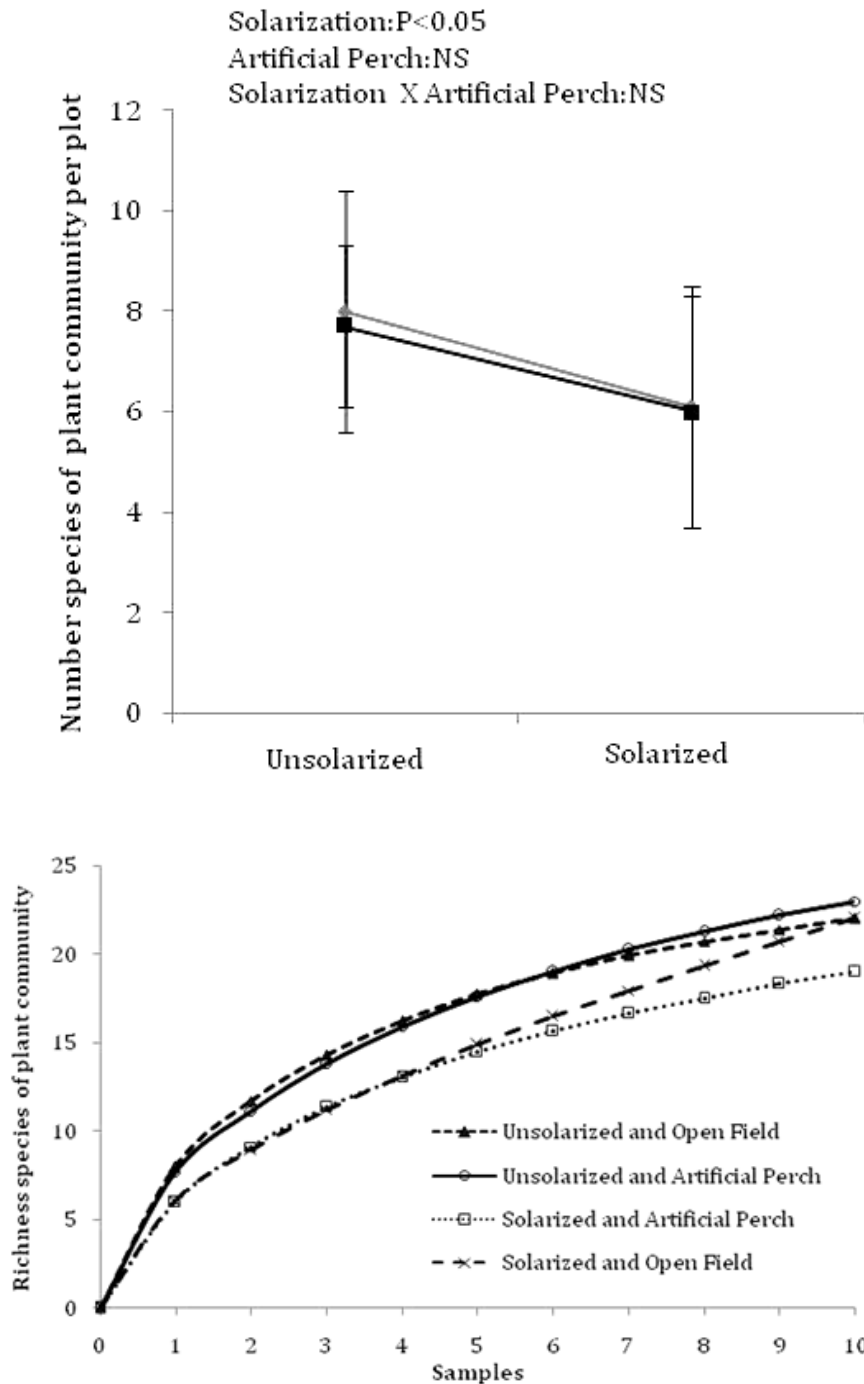 Solarization:P<0.05
Artificial Perch:NS
Solarization X Artificial Perch:NS
Number species of plant community per plot
12
10
8
6
4
2
0
Unsolarized
Solarized
Richness species of plant community
25
20
15
10
5
0
Unsolarized and Open Field
Unsolarized and Artificial Perch
Solarized and Artificial Perch
Solarized and Open Field
0 1 2 3 4 5 6 7 8 9 10
Samples